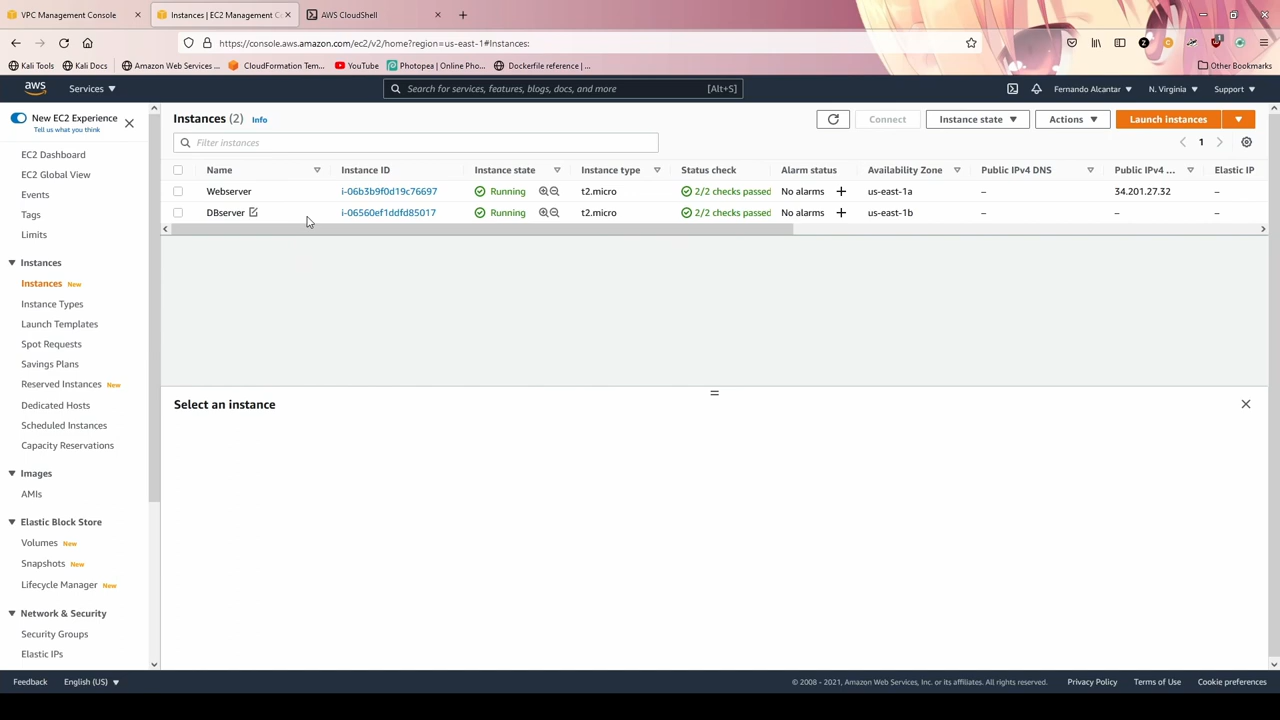 VPC Management Console
Instances | EC2 Management Co
AWS CloudShell
https://console.aws.amazon.com/ec2/v2/home?region=us-east-1#Instances:
Kali Tools Kali Docs Amazon Web Services ... CloudFormation Tem... YouTube Photopea | Online Pho... Dockerfile reference | ... Other Bookmarks
aws Services Search for services, features, blogs, docs, and more [Alt+S] Fernando Alcantar N. Virginia Support
New EC2 Experience
Tell us what you think
EC2 Dashboard
EC2 Global View
Events
Tags
Limits
Instances
Instances New
Instance Types
Launch Templates
Spot Requests
Savings Plans
Reserved Instances New
Dedicated Hosts
Scheduled Instances
Capacity Reservations
Images
AMIs
Elastic Block Store
Volumes New
Snapshots New
Lifecycle Manager New
Network & Security
Security Groups
Elastic IPs
Instances (2) Info Connect Instance state Actions Launch instances
Filter instances 1
Name Instance ID Instance state Instance type Status check Alarm status Availability Zone Public IPv4 DNS Public IPv4 ... Elastic IP
Webserver i-06b3b9f0d19c76697 Running t2.micro 2/2 checks passed No alarms + us-east-1a – 34.201.27.32 –
DBserver i-06560ef1ddfd85017 Running t2.micro 2/2 checks passed No alarms + us-east-1b – – –
Select an instance
Feedback English (US) © 2008 - 2021, Amazon Web Services, Inc. or its affiliates. All rights reserved. Privacy Policy Terms of Use Cookie preferences